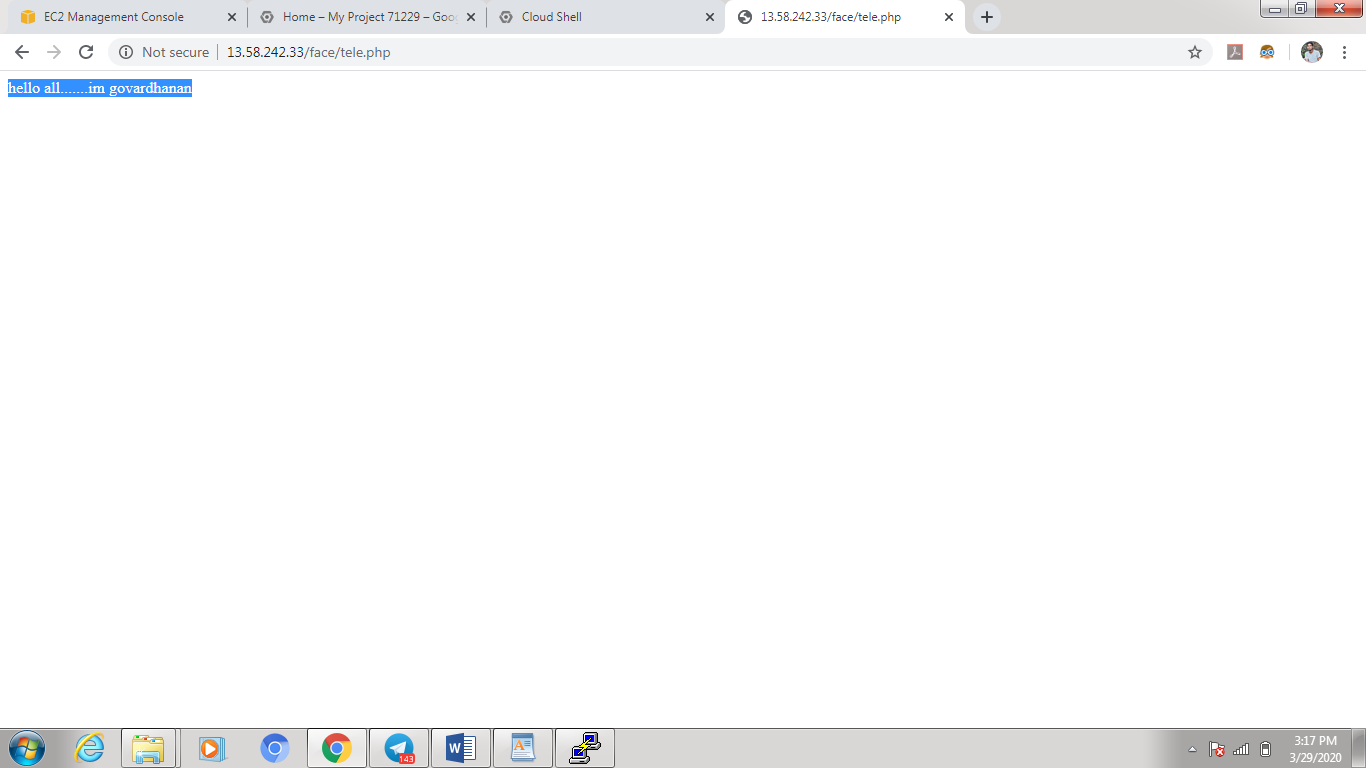 EC2 Management Console
Home – My Project 71229 – Goo
Cloud Shell
13.58.242.33/face/tele.php
Not secure
13.58.242.33/face/tele.php
hello all.......im govardhanan
143
3:17 PM
3/29/2020